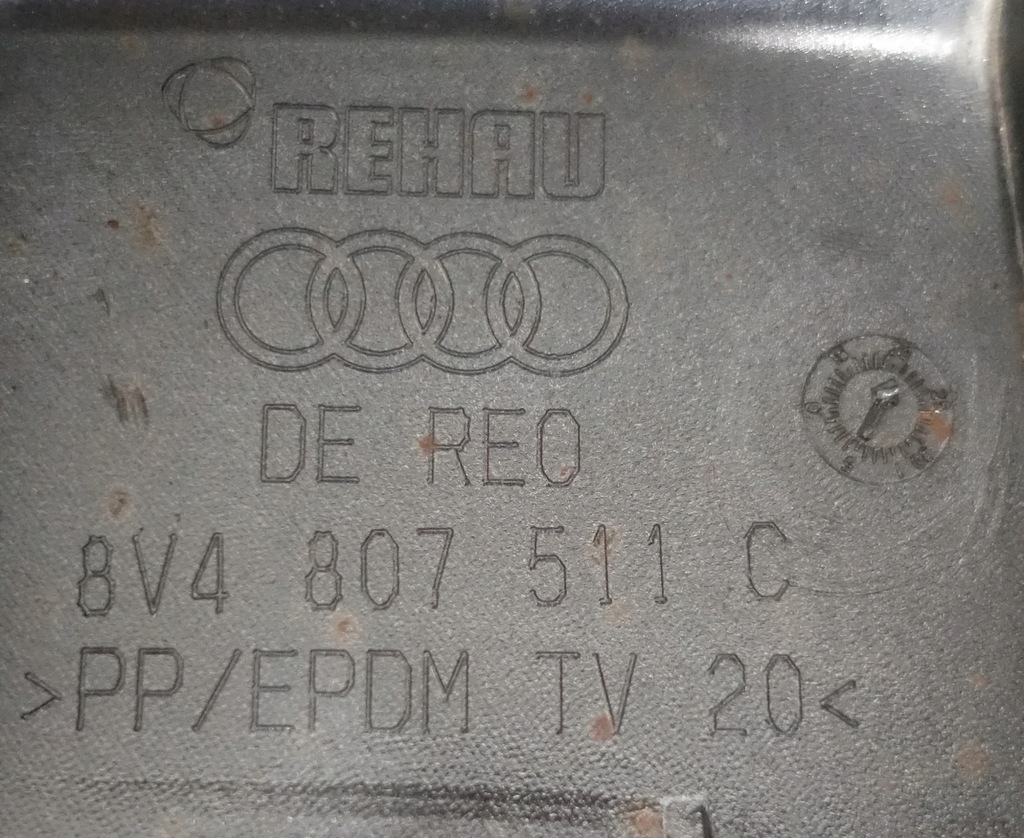 REHAU
DE REO
8V4 807 511 C
>PP/EPDM TV 20<